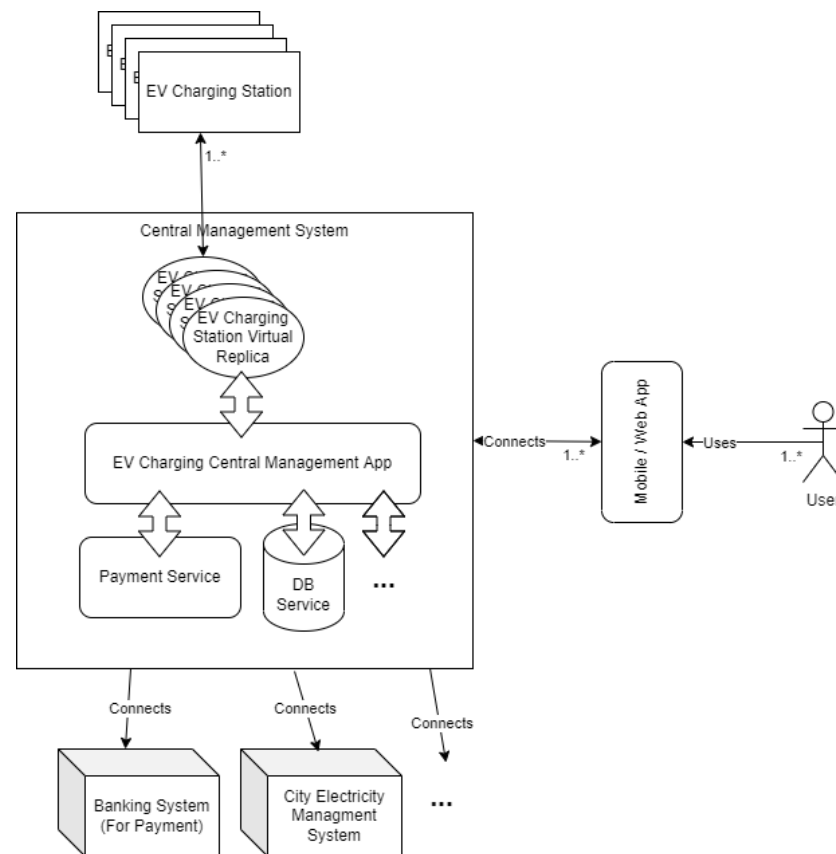 EV Charging Station
1..*
Central Management System
EV Charging
Station Virtual
Replica
EV Charging Central Management App
Connects
1..*
Mobile / Web App
Uses
1..*
User
Payment Service
DB
Service
...
Connects
Connects
Connects
Banking System
(For Payment)
City Electricity
Managment
System
...